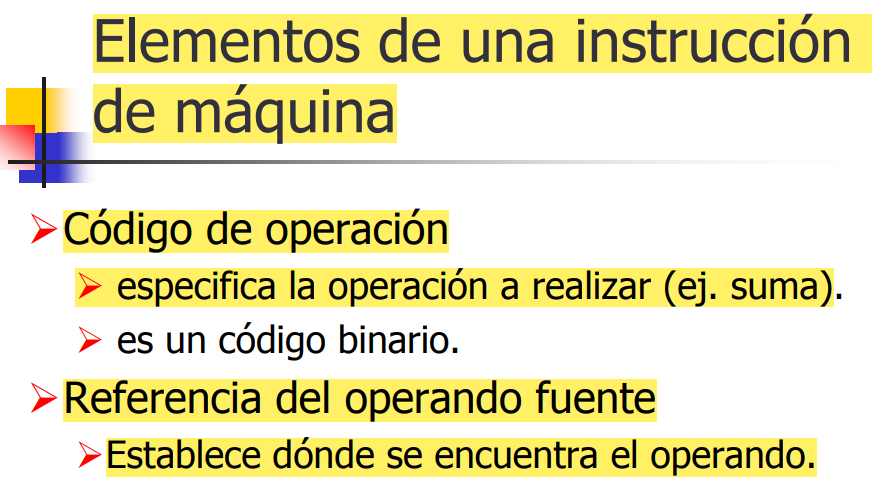 Elementos de una instrucción
de máquina
Código de operación
especifica la operación a realizar (ej. suma).
es un código binario.
Referencia del operando fuente
Establece dónde se encuentra el operando.